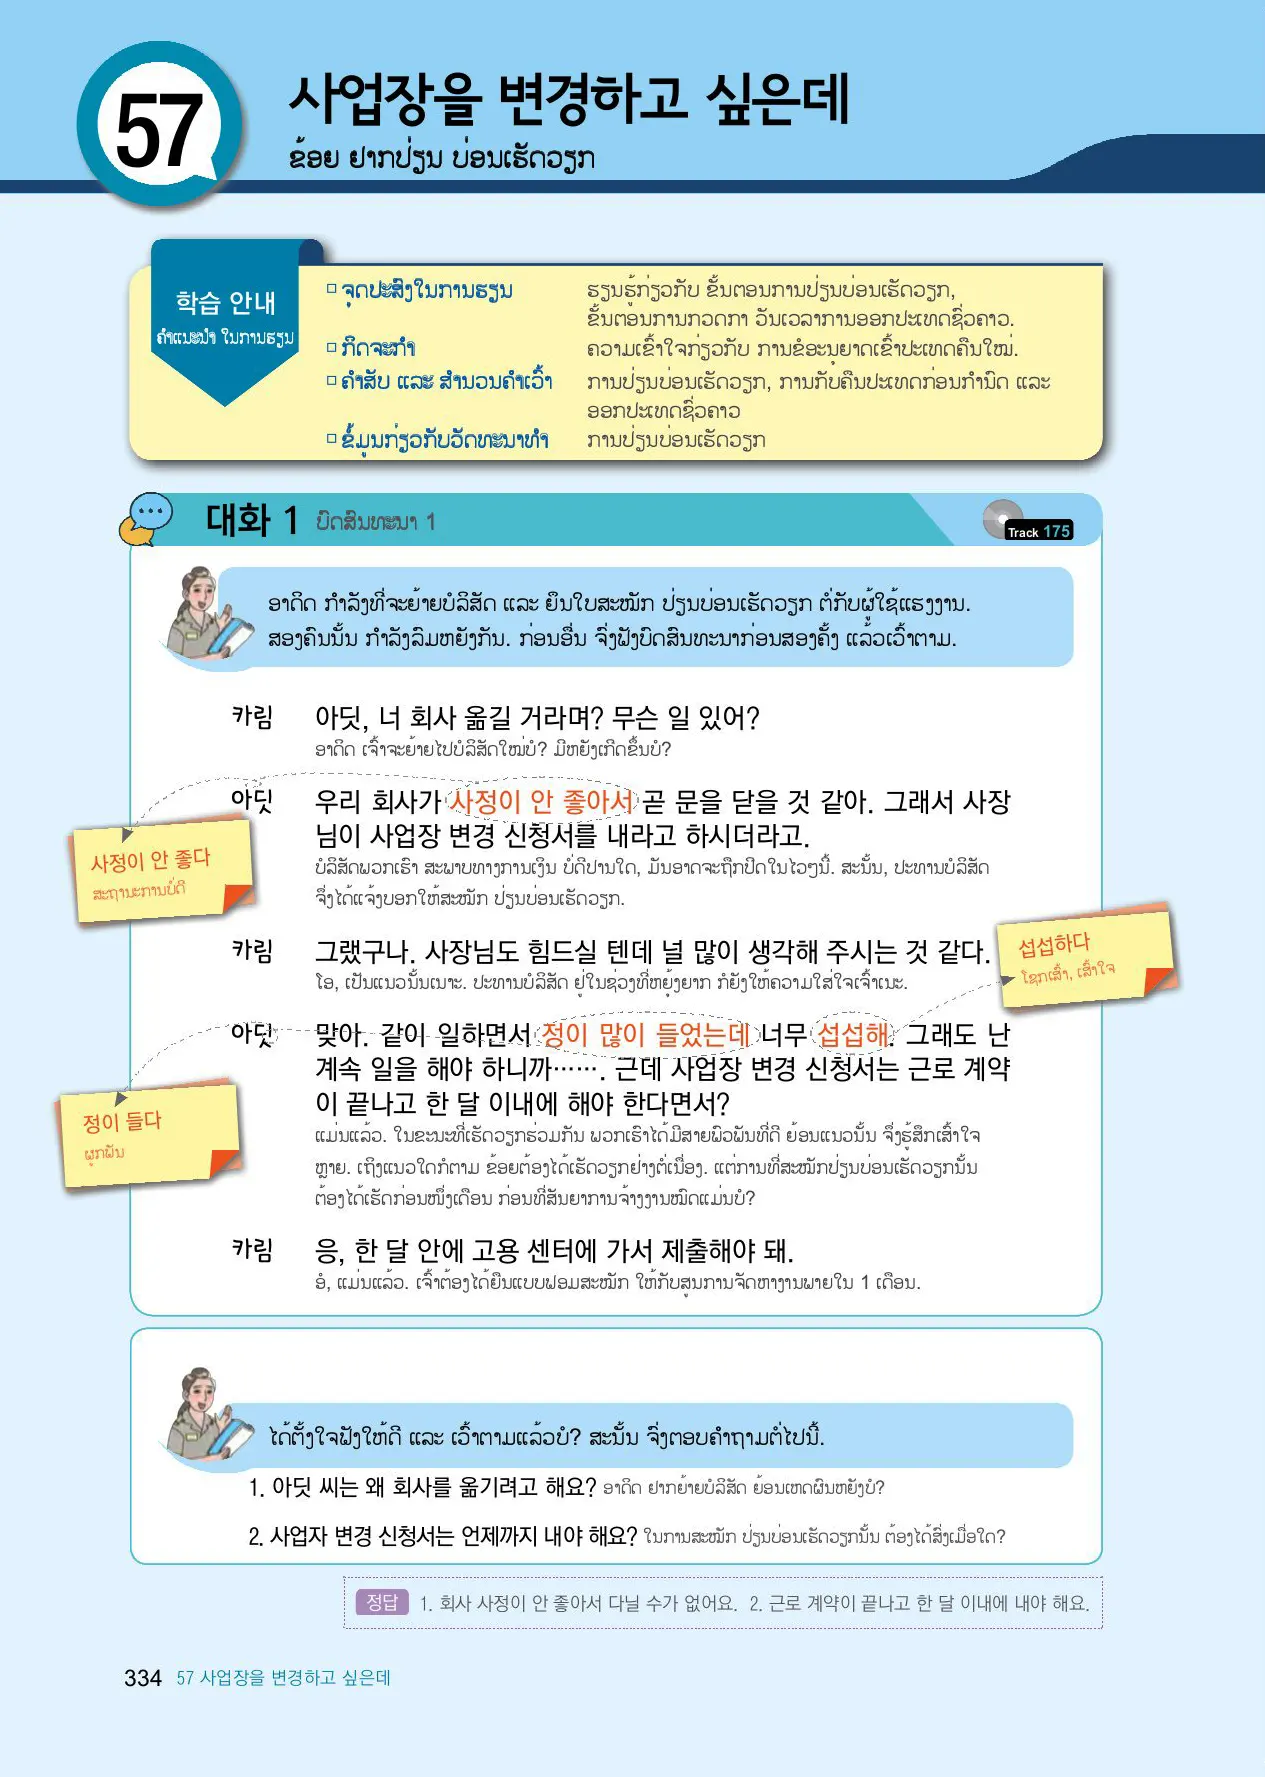 57
사업장을 변경하고 싶은데
ຂ້ອຍ ຢາກປ່ຽນ ບ່ອນເຮັດວຽກ
학습 안내
ຄຳແນະນຳ ໃນການຮຽນ
□ ຈຸດປະສົງໃນການຮຽນ
ຮຽນຮູ້ກ່ຽວກັບ ຂັ້ນຕອນການປ່ຽນບ່ອນເຮັດວຽກ,
ຂັ້ນຕອນການກວດກາ ວັນເວລາການອອກປະເທດຊົ່ວຄາວ.
□ ກິດຈະກຳ
ຄວາມເຂົ້າໃຈກ່ຽວກັບ ການຂໍອະນຸຍາດເຂົ້າປະເທດຄືນໃໝ່.
□ ຄຳສັບ ແລະ ສຳນວນຄຳເວົ້າ
ການປ່ຽນບ່ອນເຮັດວຽກ, ການກັບຄືນປະເທດກ່ອນກຳນົດ ແລະ
ອອກປະເທດຊົ່ວຄາວ
□ ຂໍ້ມູນກ່ຽວກັບວັດທະນາທຳ
ການປ່ຽນບ່ອນເຮັດວຽກ
대화 1 ບົດສົນທະນາ 1
Track 175
ອາດິດ ກຳລັງທີ່ຈະຍ້າຍບໍລິສັດ ແລະ ຍຶນໃບສະໝັກ ປ່ຽນບ່ອນເຮັດວຽກ ຕໍ່ກັບຜູ້ໃຊ້ແຮງງານ.
ສອງຄົນນັ້ນ ກຳລັງລົມຫຍັງກັນ. ກ່ອນອື່ນ ຈົ່ງຟັງບົດສົນທະນາກ່ອນສອງຄັ້ງ ແລ້ວເວົ້າຕາມ.
카림 아딧, 너 회사 옮길 거라며? 무슨 일 있어?
ອາດິດ ເຈົ້າຈະຍ້າຍໄປບໍລິສັດໃໝ່ບໍ? ມີຫຍັງເກີດຂຶ້ນບໍ?
아딧 우리 회사가 사정이 안 좋아서 곧 문을 닫을 것 같아. 그래서 사장
님이 사업장 변경 신청서를 내라고 하시더라고.
ບໍລິສັດພວກເຮົາ ສະພາບທາງການເງິນ ບໍ່ດີປານໃດ, ມັນອາດຈະຖືກປິດໃນໄວໆນີ້. ສະນັ້ນ, ປະທານບໍລິສັດ
ຈຶ່ງໄດ້ແຈ້ງບອກໃຫ້ສະໝັກ ປ່ຽນບ່ອນເຮັດວຽກ.
사정이 안 좋다
ສະຖານະການບໍ່ດີ
카림 그랬구나. 사장님도 힘드실 텐데 널 많이 생각해 주시는 것 같다.
ໂອ, ເປັນແນວນັ້ນເນາະ. ປະທານບໍລິສັດ ຢູ່ໃນຊ່ວງທີ່ຫຍຸ້ງຍາກ ກໍຍັງໃຫ້ຄວາມໃສ່ໃຈເຈົ້າເນະ.
섭섭하다
ໂຊກເສົ້າ, ເສົ້າໃຈ
아딧 맞아. 같이 일하면서 정이 많이 들었는데 너무 섭섭해. 그래도 난
계속 일을 해야 하니까……. 근데 사업장 변경 신청서는 근로 계약
이 끝나고 한 달 이내에 해야 한다면서?
ແມ່ນແລ້ວ. ໃນຂະນະທີ່ເຮັດວຽກຮ່ວມກັນ ພວກເຮົາໄດ້ມີສາຍພົວພັນທີ່ດີ ຍ້ອນແນວນັ້ນ ຈຶ່ງຮູ້ສຶກເສົ້າໃຈ
ຫຼາຍ. ເຖິງແນວໃດກໍຕາມ ຂ້ອຍຕ້ອງໄດ້ເຮັດວຽກຢ່າງຕໍ່ເນື່ອງ. ແຕ່ການທີ່ສະໝັກປ່ຽນບ່ອນເຮັດວຽກນັ້ນ
ຕ້ອງໄດ້ເຮັດກ່ອນໜຶ່ງເດືອນ ກ່ອນທີ່ສັນຍາການຈ້າງງານໝົດແມ່ນບໍ?
정이 들다
ຜູກພັນ
카림 응, 한 달 안에 고용 센터에 가서 제출해야 돼.
ອໍ, ແມ່ນແລ້ວ. ເຈົ້າຕ້ອງໄດ້ຍື່ນແບບຟອມສະໝັກ ໃຫ້ກັບສູນການຈັດຫາງານພາຍໃນ 1 ເດືອນ.
ໄດ້ຕັ້ງໃຈຟັງໃຫ້ດີ ແລະ ເວົ້າຕາມແລ້ວບໍ? ສະນັ້ນ ຈົ່ງຕອບຄຳຖາມຕໍ່ໄປນີ້.
1. 아딧 씨는 왜 회사를 옮기려고 해요? ອາດິດ ຢາກຍ້າຍບໍລິສັດ ຍ້ອນເຫດຜົນຫຍັງບໍ?
2. 사업자 변경 신청서는 언제까지 내야 해요? ໃນການສະໝັກ ປ່ຽນບ່ອນເຮັດວຽກນັ້ນ ຕ້ອງໄດ້ສົ່ງເມື່ອໃດ?
정답 1. 회사 사정이 안 좋아서 다닐 수가 없어요. 2. 근로 계약이 끝나고 한 달 이내에 내야 해요.
334 57 사업장을 변경하고 싶은데